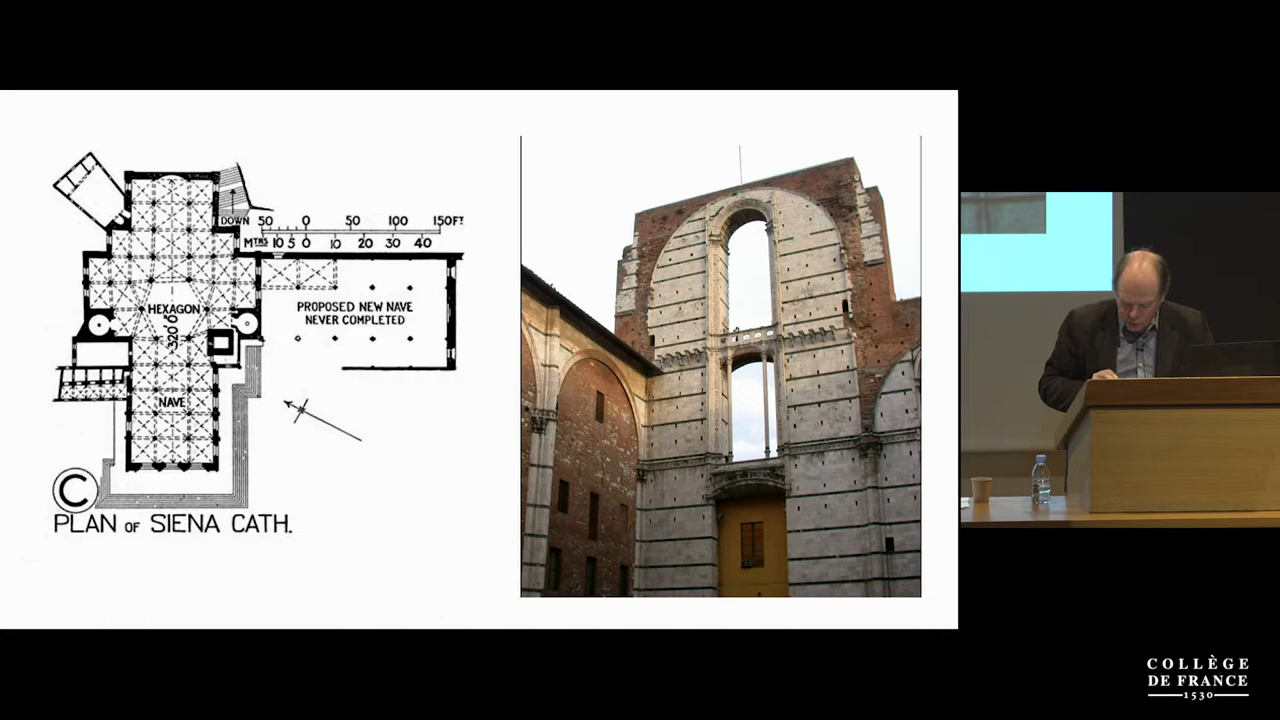 DOWN
50 0 50 100 150FT
MTRS 10 5 0 10 20 30 40
HEXAGON
320'.0"
PROPOSED NEW NAVE
NEVER COMPLETED
NAVE
C
PLAN OF SIENA CATH.
COLLÈGE
DE FRANCE
1530